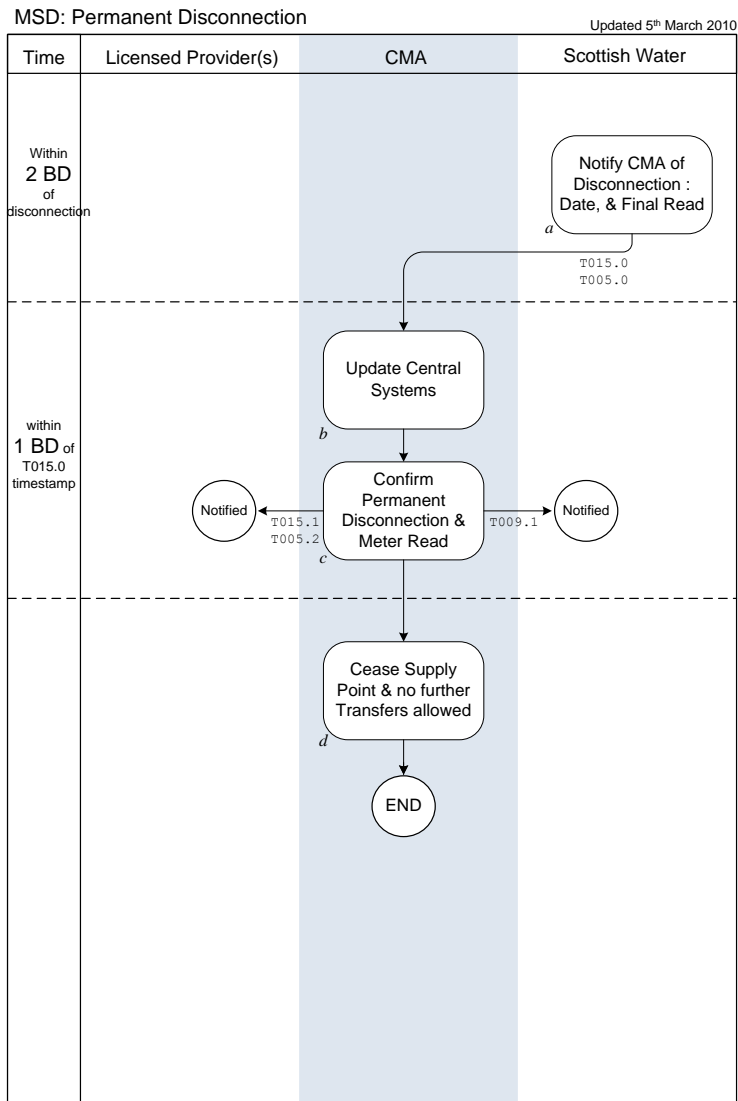 MSD: Permanent Disconnection
Updated 5th March 2010
Time
Licensed Provider(s)
CMA
Scottish Water
Within
2 BD
of
disconnection
Notify CMA of
Disconnection :
Date, & Final Read
a
T015.0
T005.0
within
1 BD of
T015.0
timestamp
Update Central
Systems
b
Confirm
Permanent
Disconnection &
Meter Read
c
Notified
T015.1
T005.2
T009.1
Notified
Cease Supply
Point & no further
Transfers allowed
d
END